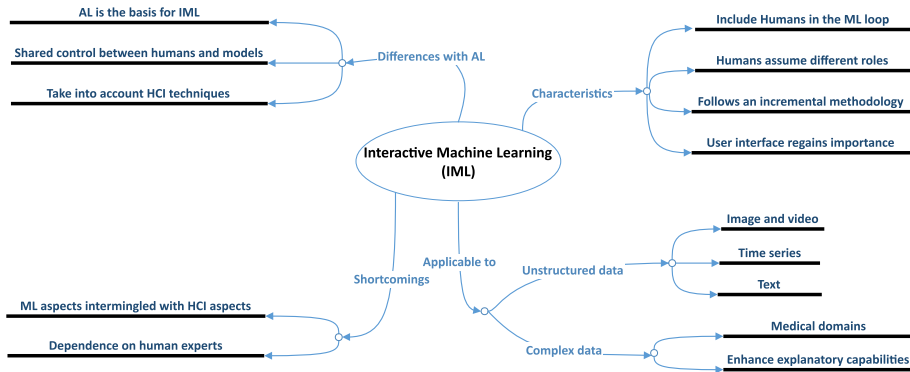 AL is the basis for IML
Shared control between humans and models
Take into account HCI techniques
Differences with AL
Include Humans in the ML loop
Humans assume different roles
Follows an incremental methodology
User interface regains importance
Characteristics
Interactive Machine Learning
(IML)
Shortcomings
ML aspects intermingled with HCI aspects
Dependence on human experts
Applicable to
Unstructured data
Image and video
Time series
Text
Complex data
Medical domains
Enhance explanatory capabilities